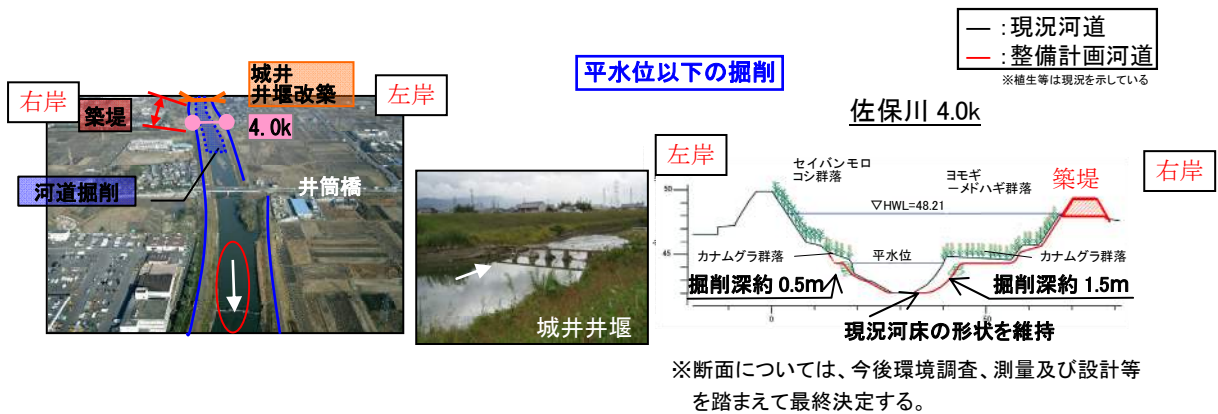 ― : 現況河道
― : 整備計画河道
※植生等は現況を示している
平水位以下の掘削
城井
井堰改築
右岸
左岸
築堤
4.0k
河道掘削
井筒橋
城井井堰
佐保川 4.0k
左岸
右岸
セイバンモロ
コシ群落
ヨモギ
ーメドハギ群落
築堤
50
▽HWL=48.21
カナムグラ群落
平水位
カナムグラ群落
45
掘削深約 0.5m
掘削深約 1.5m
0
50
現況河床の形状を維持
※断面については、今後環境調査、測量及び設計等
を踏まえて最終決定する。